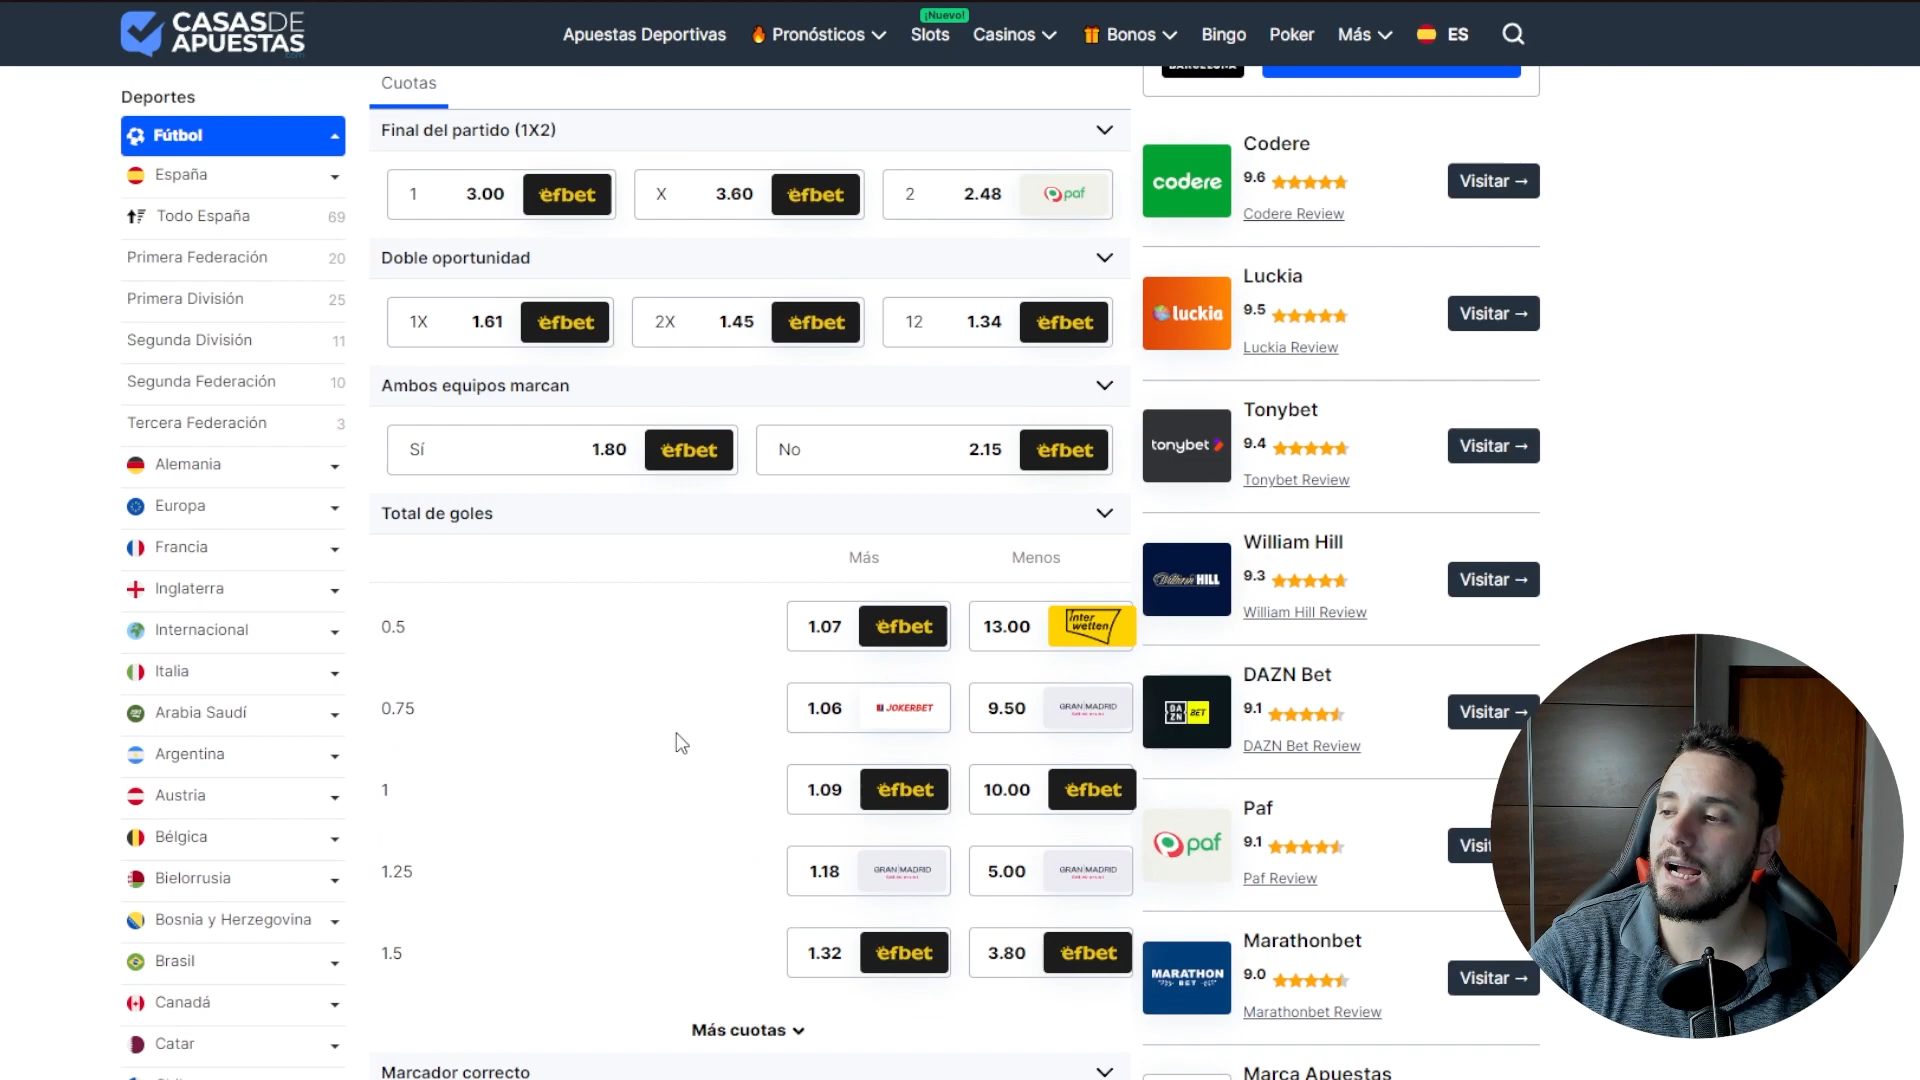 CASASDE
APUESTAS
.com
Apuestas Deportivas
Pronósticos
¡Nuevo!
Slots
Casinos
Bonos
Bingo
Poker
Más
ES
Deportes
Fútbol
España
Todo España 69
Primera Federación 20
Primera División 25
Segunda División 11
Segunda Federación 10
Tercera Federación 3
Alemania
Europa
Francia
Inglaterra
Internacional
Italia
Arabia Saudí
Argentina
Austria
Bélgica
Bielorrusia
Bosnia y Herzegovina
Brasil
Canadá
Catar
Cuotas
Final del partido (1X2)
1 3.00 efbet X 3.60 efbet 2 2.48 paf
Doble oportunidad
1X 1.61 efbet 2X 1.45 efbet 12 1.34 efbet
Ambos equipos marcan
Sí 1.80 efbet No 2.15 efbet
Total de goles
Más Menos
0.5 1.07 efbet 13.00 inter wetten
0.75 1.06 JOKERBET 9.50 GRAN MADRID
1 1.09 efbet 10.00 efbet
1.25 1.18 GRAN MADRID 5.00 GRAN MADRID
1.5 1.32 efbet 3.80 efbet
Más cuotas
Marcador correcto
BARCELONA
codere
Codere
9.6
Codere Review
Visitar →
luckia
Luckia
9.5
Luckia Review
Visitar →
tonybet
Tonybet
9.4
Tonybet Review
Visitar →
William HILL
William Hill
9.3
William Hill Review
Visitar →
DAZN BET
DAZN Bet
9.1
DAZN Bet Review
Visitar →
paf
Paf
9.1
Paf Review
Visit
MARATHON
BET
Marathonbet
9.0
Marathonbet Review
Visitar →
Marca Apuestas